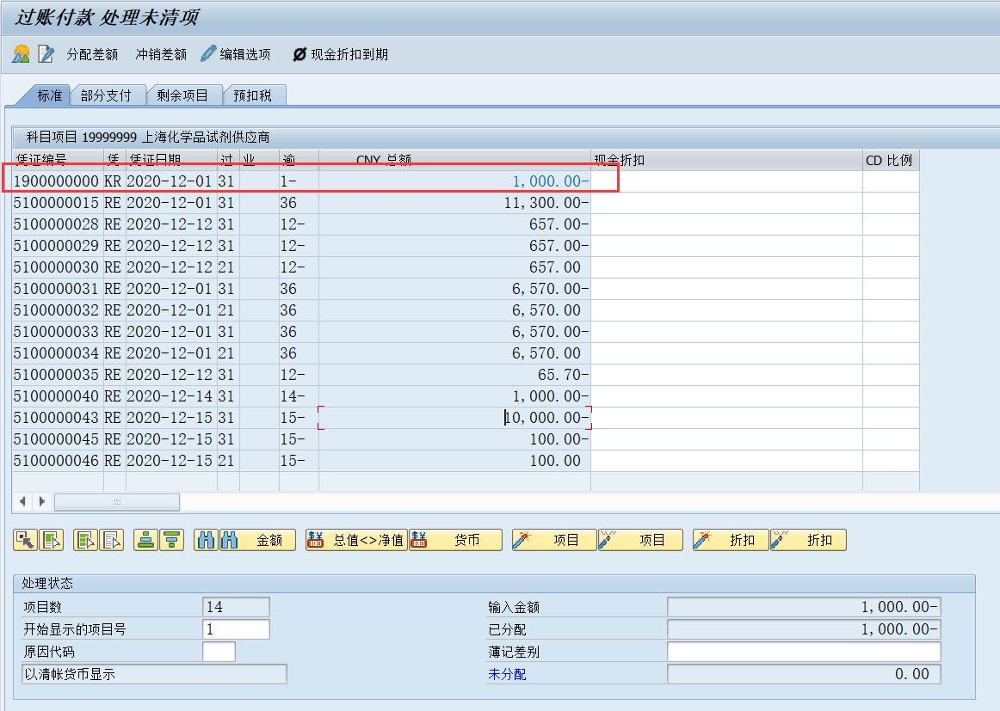 过账付款 处理未清项
分配差额 冲销差额 编辑选项 现金折扣到期
标准 部分支付 剩余项目 预扣税
科目项目 19999999 上海化学品试剂供应商
凭证编号 凭 凭证日期 过 业 逾 CNY 总额 现金折扣 CD 比例
1900000000 KR 2020-12-01 31 1- 1,000.00-
5100000015 RE 2020-12-01 31 36 11,300.00-
5100000028 RE 2020-12-12 31 12- 657.00-
5100000029 RE 2020-12-12 31 12- 657.00-
5100000030 RE 2020-12-12 21 12- 657.00
5100000031 RE 2020-12-01 31 36 6,570.00-
5100000032 RE 2020-12-01 21 36 6,570.00
5100000033 RE 2020-12-01 31 36 6,570.00-
5100000034 RE 2020-12-01 21 36 6,570.00
5100000035 RE 2020-12-12 31 12- 65.70-
5100000040 RE 2020-12-14 31 14- 1,000.00-
5100000043 RE 2020-12-15 31 15- 10,000.00-
5100000045 RE 2020-12-15 31 15- 100.00-
5100000046 RE 2020-12-15 21 15- 100.00
金额 总值<>净值 货币 项目 项目 折扣 折扣
处理状态
项目数 14 输入金额 1,000.00-
开始显示的项目号 1 已分配 1,000.00-
原因代码 薄记差别
以清帐货币显示 未分配 0.00